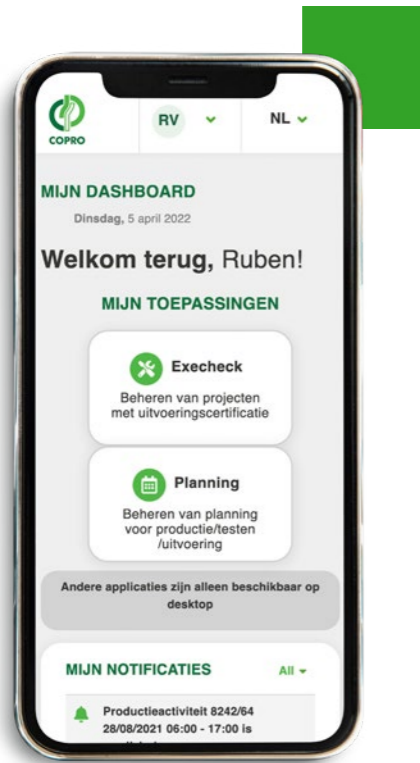 COPRO
RV
NL
MIJN DASHBOARD
Dinsdag, 5 april 2022
Welkom terug, Ruben!
MIJN TOEPASSINGEN
Execheck
Beheren van projecten
met uitvoeringscertificatie
Planning
Beheren van planning
voor productie/testen
/uitvoering
Andere applicaties zijn alleen beschikbaar op
desktop
MIJN NOTIFICATIES
All
Productieactiviteit 8242/64
28/08/2021 06:00 - 17:00 is